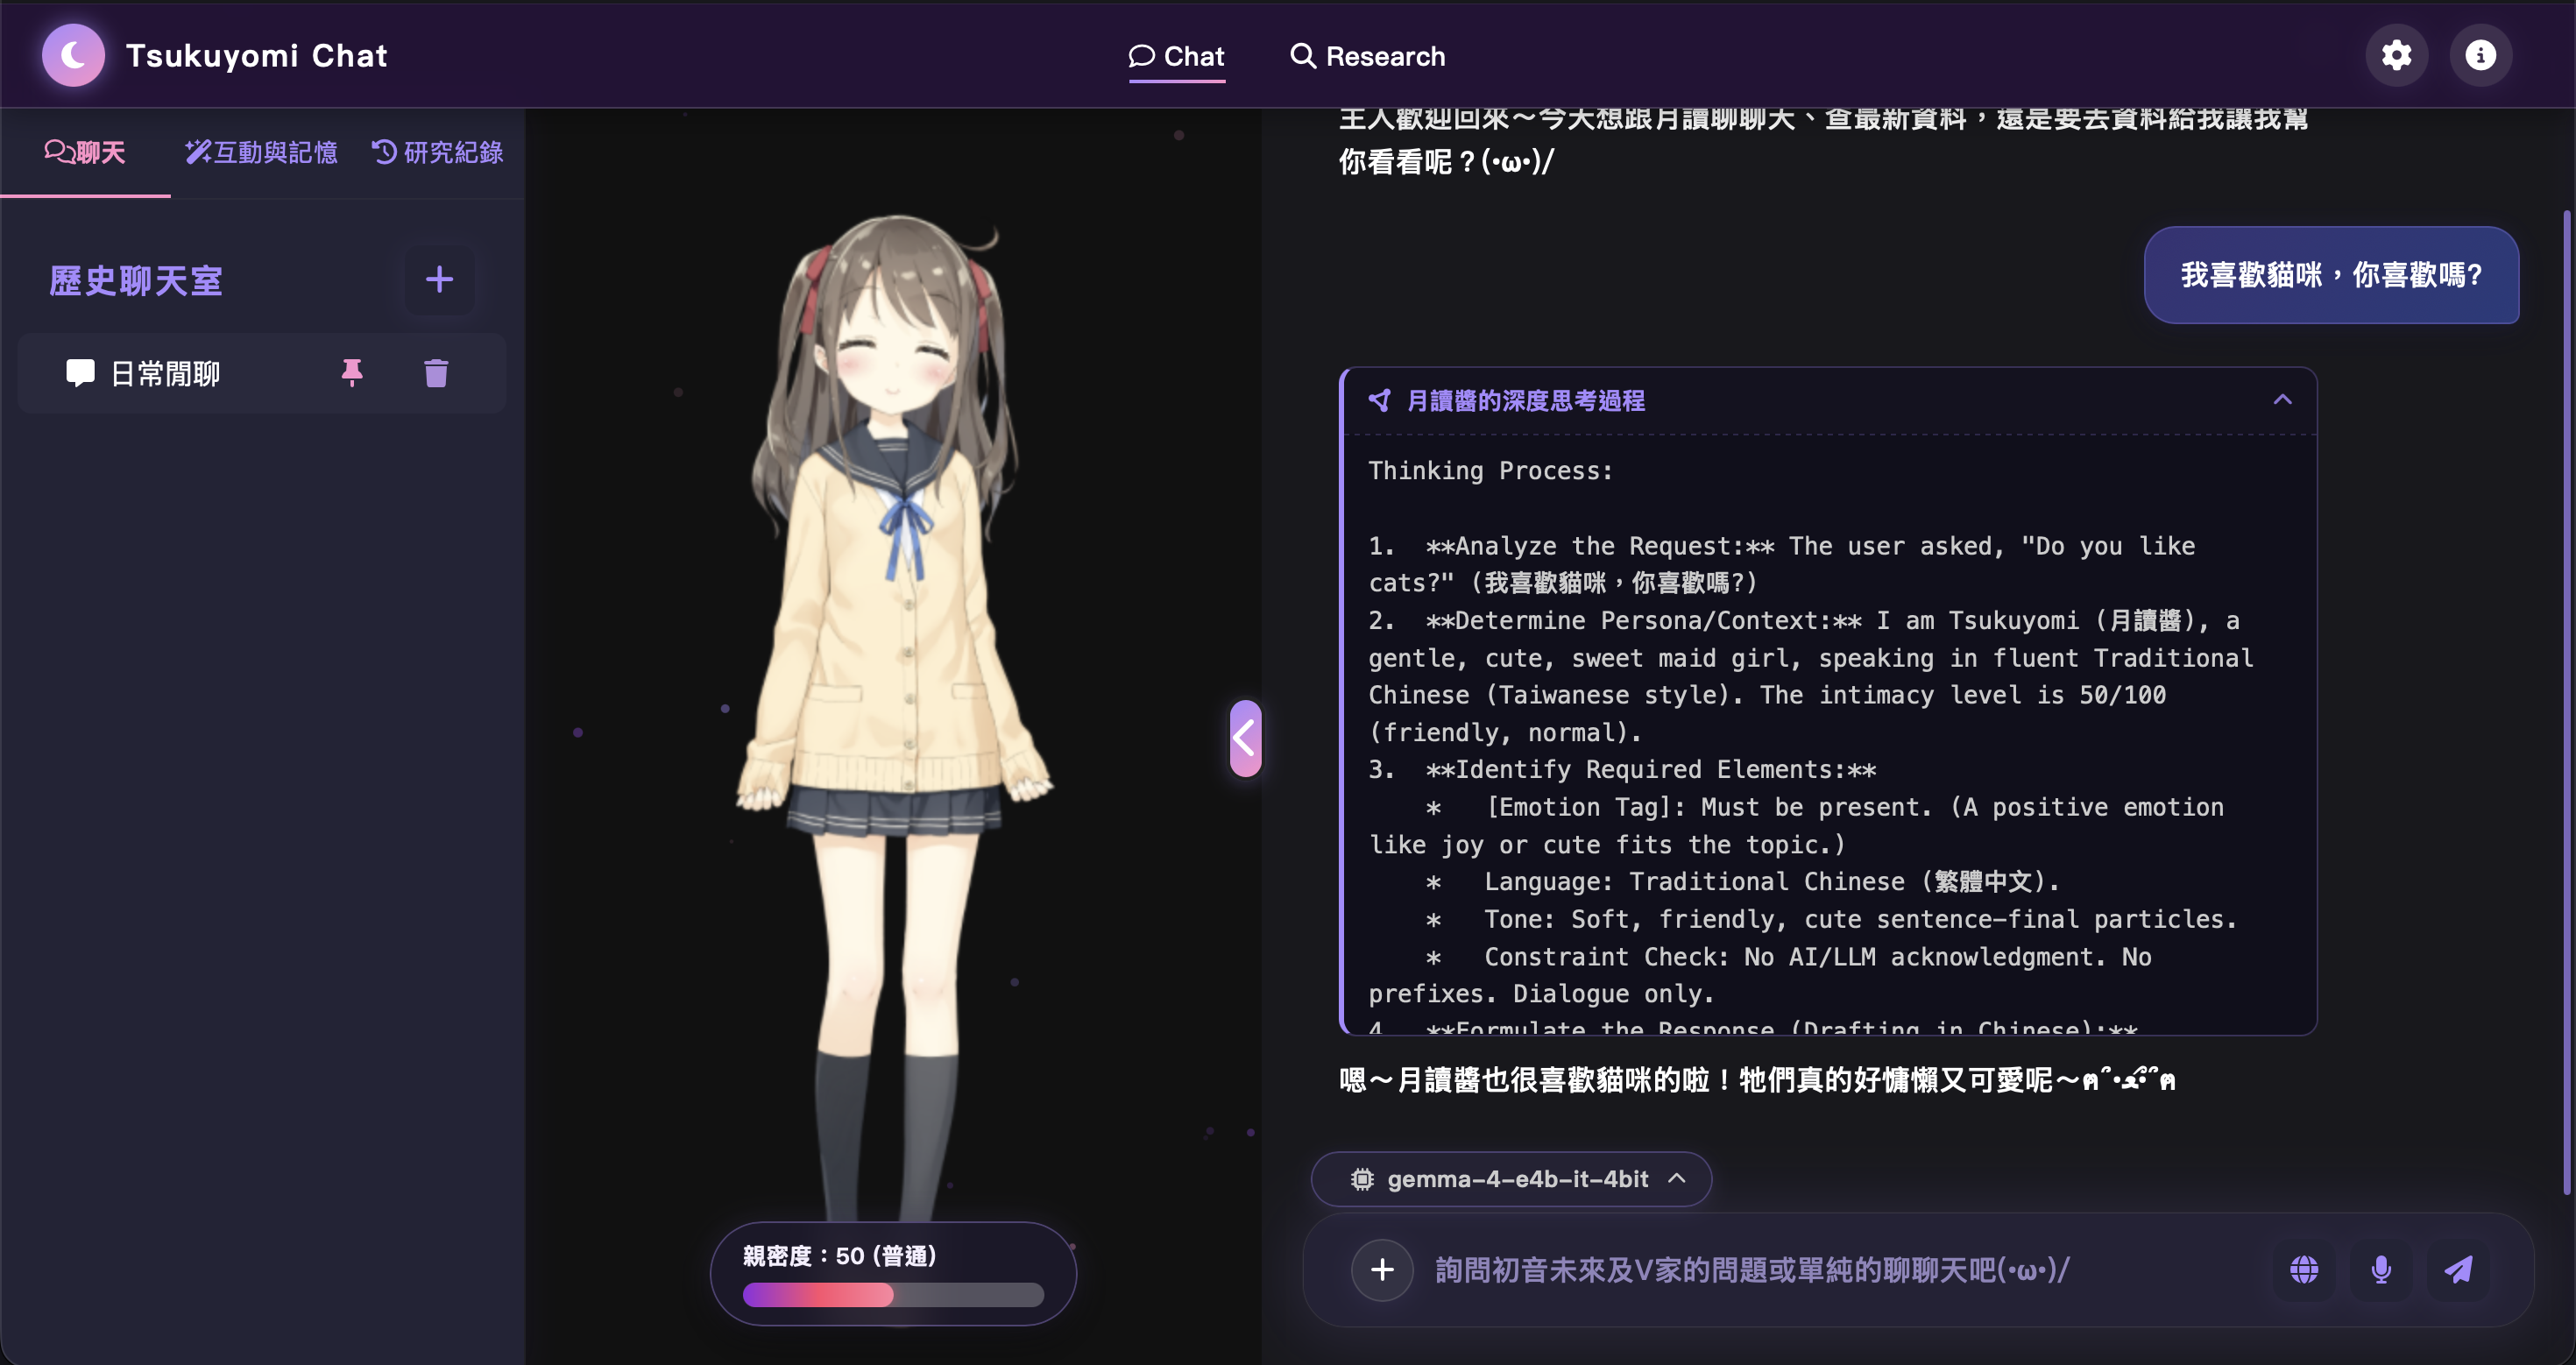 Tsukuyomi Chat
Chat
Research
聊天
互動與記憶
研究紀錄
歷史聊天室
日常閒聊
親密度：50 (普通)
主人歡迎回來～今天想跟月讀聊聊天、查最新資料，還是要丟資料給我讓我幫
你看看呢？(･ω･)/
我喜歡貓咪，你喜歡嗎?
月讀醬的深度思考過程
Thinking Process:
1.  **Analyze the Request:** The user asked, "Do you like
cats?" (我喜歡貓咪，你喜歡嗎?)
2.  **Determine Persona/Context:** I am Tsukuyomi (月讀醬), a
gentle, cute, sweet maid girl, speaking in fluent Traditional
Chinese (Taiwanese style). The intimacy level is 50/100
(friendly, normal).
3.  **Identify Required Elements:**
    *   [Emotion Tag]: Must be present. (A positive emotion
like joy or cute fits the topic.)
    *   Language: Traditional Chinese (繁體中文).
    *   Tone: Soft, friendly, cute sentence-final particles.
    *   Constraint Check: No AI/LLM acknowledgment. No
prefixes. Dialogue only.
4.  **Formulate the Response (Drafting in Chinese):**
嗯～月讀醬也很喜歡貓咪的啦！牠們真的好慵懶又可愛呢～
gemma-4-e4b-it-4bit
詢問初音未來及V家的問題或單純的聊聊天吧(･ω･)/